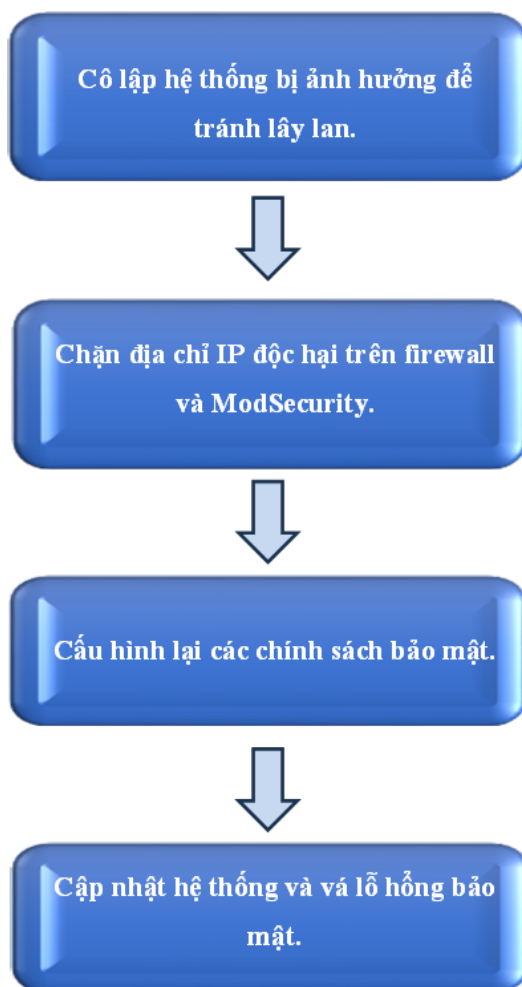 Cô lập hệ thống bị ảnh hưởng để
tránh lây lan.
Chặn địa chỉ IP độc hại trên firewall
và ModSecurity.
Cấu hình lại các chính sách bảo mật.
Cập nhật hệ thống và vá lỗ hổng bảo
mật.